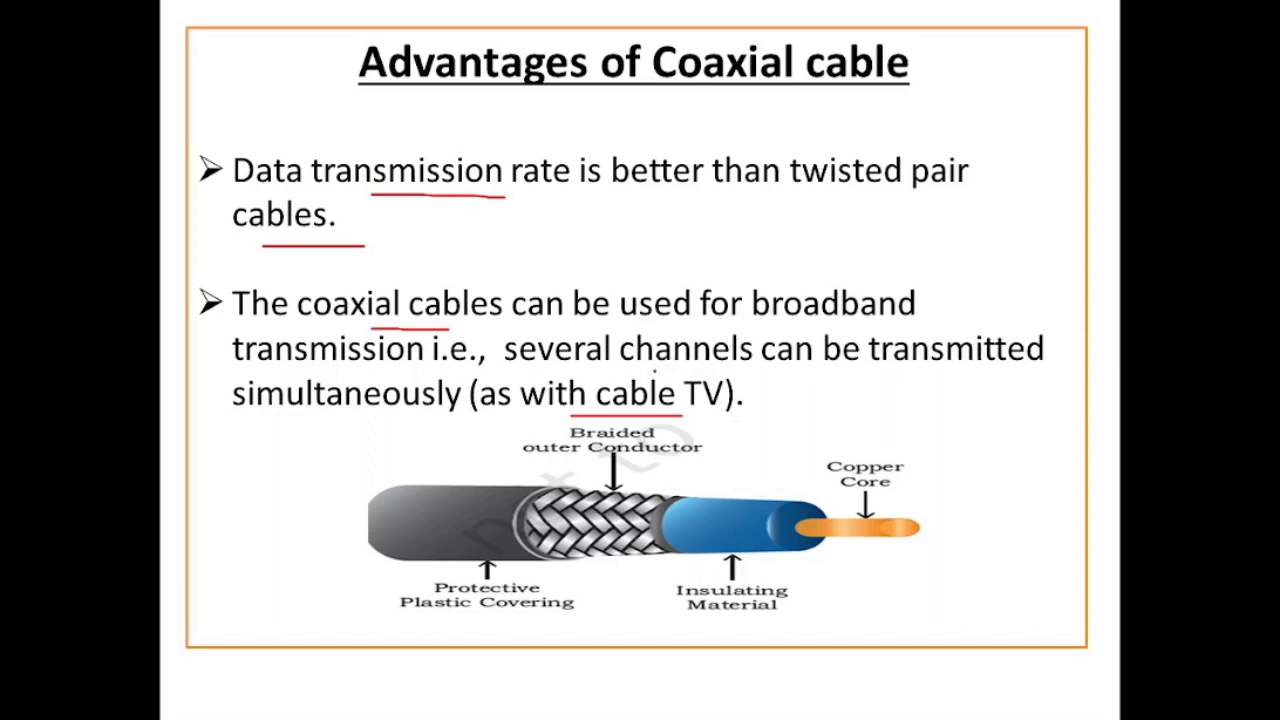 Advantages of Coaxial cable
➢ Data transmission rate is better than twisted pair
cables.
➢ The coaxial cables can be used for broadband
transmission i.e., several channels can be transmitted
simultaneously (as with cable TV).
Braided
outer Conductor
Copper
Core
Protective
Plastic Covering
Insulating
Material